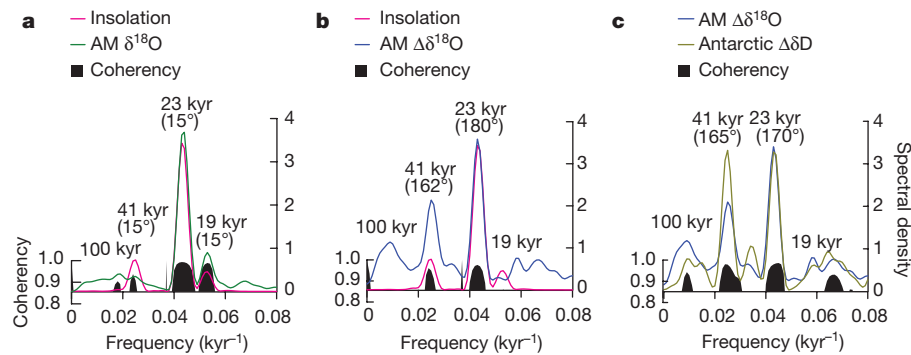 a
Insolation
AM δ¹⁸O
Coherency
23 kyr
(15°)
41 kyr
(15°)
19 kyr
(15°)
100 kyr
Coherency
1.0
0.9
0.8
4
3
2
1
0
0 0.02 0.04 0.06 0.08
Frequency (kyr⁻¹)
b
Insolation
AM Δδ¹⁸O
Coherency
23 kyr
(180°)
41 kyr
(162°)
100 kyr
19 kyr
1.0
0.9
0.8
4
3
2
1
0
0 0.02 0.04 0.06 0.08
Frequency (kyr⁻¹)
c
AM Δδ¹⁸O
Antarctic ΔδD
Coherency
41 kyr
(165°)
23 kyr
(170°)
100 kyr
19 kyr
1.0
0.9
0.8
4
3
2
1
0
Spectral density
0 0.02 0.04 0.06 0.08
Frequency (kyr⁻¹)